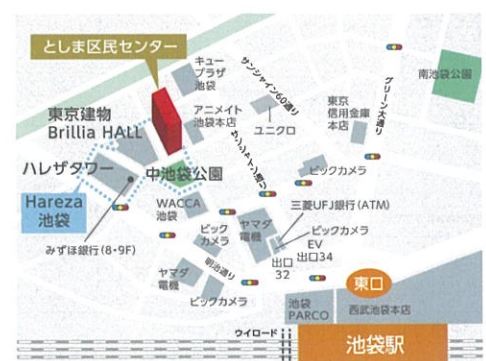 としま区民センター
キュー
プラザ
池袋
サンシャイン60通り
グリーン大通り
南池袋公園
東京建物
Brillia HALL
アニメイト
池袋本店
ユニクロ
東京
信用金庫
本店
ハレザタワー
中池袋公園
サンシャイン通り
ビックカメラ
Hareza
池袋
WACCA
池袋
三菱UFJ銀行(ATM)
みずほ銀行(8・9F)
ビック
カメラ
ヤマダ
電機
ビックカメラ
EV
出口34
出口
32
明治通り
ヤマダ
電機
ビックカメラ
東口
池袋
PARCO
西武池袋本店
ウイロード
池袋駅